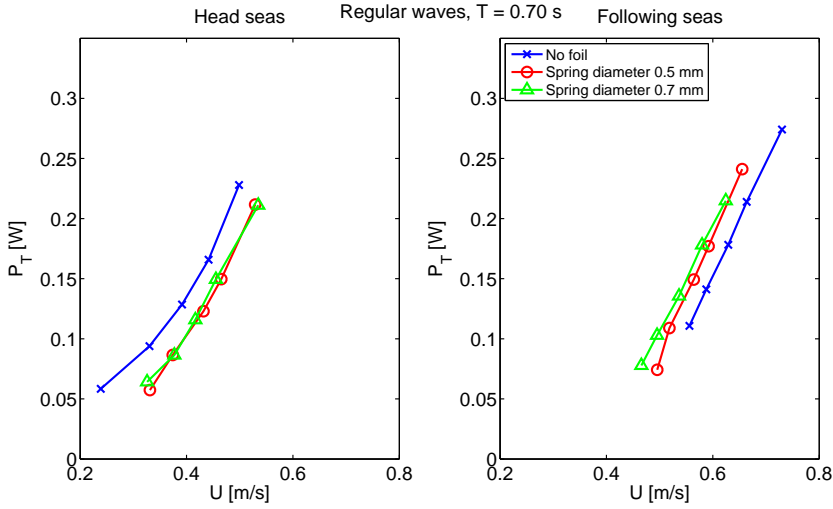 Regular waves, T = 0.70 s
Head seas
Following seas
No foil
Spring diameter 0.5 mm
Spring diameter 0.7 mm
P_T [W]
0.3
0.25
0.2
0.15
0.1
0.05
0
0.2 0.4 0.6 0.8
U [m/s]
P_T [W]
0.3
0.25
0.2
0.15
0.1
0.05
0
0.2 0.4 0.6 0.8
U [m/s]